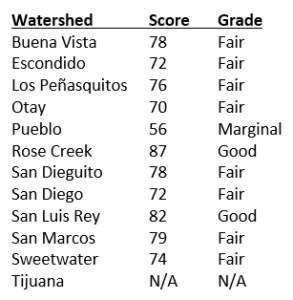 Watershed Score Grade
Buena Vista 78 Fair
Escondido 72 Fair
Los Peñasquitos 76 Fair
Otay 70 Fair
Pueblo 56 Marginal
Rose Creek 87 Good
San Dieguito 78 Fair
San Diego 72 Fair
San Luis Rey 82 Good
San Marcos 79 Fair
Sweetwater 74 Fair
Tijuana N/A N/A